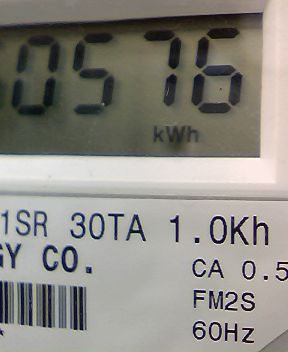 0576
kWh
1SR 30TA 1.0Kh
GY CO.
CA 0.5
FM2S
60Hz